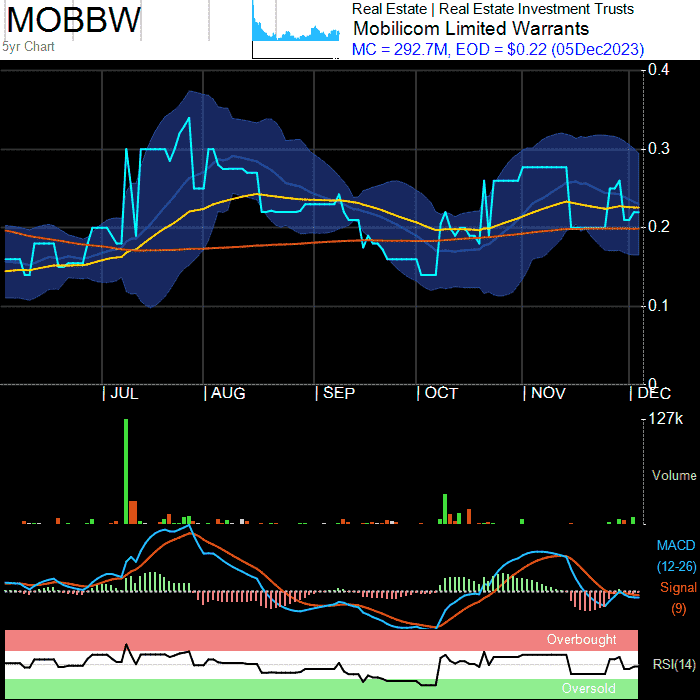 MOBBW
5yr Chart
Real Estate | Real Estate Investment Trusts
Mobilicom Limited Warrants
MC = 292.7M, EOD = $0.22 (05Dec2023)
0.4
0.3
0.2
0.1
0
| JUL | AUG | SEP | OCT | NOV | DEC
127k
Volume
MACD
(12-26)
Signal
(9)
Overbought
RSI(14)
Oversold